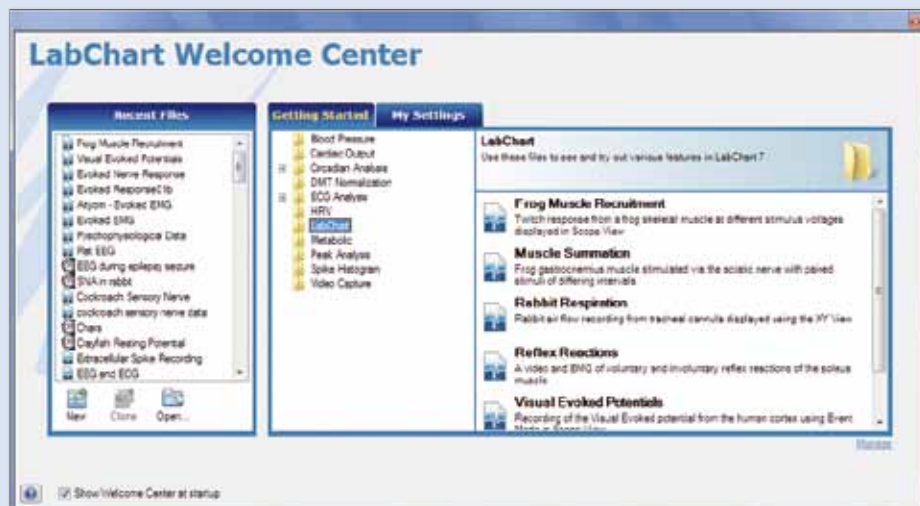 LabChart Welcome Center
Recent Files
Frog Muscle Recruitment
Visual Evoked Potentials
Evoked Nerve Response
Evoked Response
Evoked EMG
Psychophysiological Data
Rat EEG
EEG during epilepsy seizure
SNA in rabbit
Cockroach Sensory Nerve
cockroach sensory nerve data
Chara
Crayfish Resting Potential
Extracellular Spike Recording
EEG and ECG
New
Clone
Open...
Getting Started
My Settings
Blood Pressure
Cardiac Output
Circadian Analysis
DMT Normalization
ECG Analysis
HRV
LabChart
Metabolic
Peak Analysis
Spike Histogram
Video Capture
LabChart
Use these files to see and try out various features in LabChart 7
Frog Muscle Recruitment
Twitch response from a frog skeletal muscle at different stimulus voltages
displayed in Scope View
Muscle Summation
Frog gastrocnemius muscle stimulated via the sciatic nerve with paired
stimuli of differing intervals
Rabbit Respiration
Rabbit air flow recording from tracheal cannula displayed using the XY View
Reflex Reactions
A video and EMG of voluntary and involuntary reflex reactions of the soleus
muscle
Visual Evoked Potentials
Recording of the Visual Evoked potential from the human cortex using Event
Manage
Show Welcome Center at startup